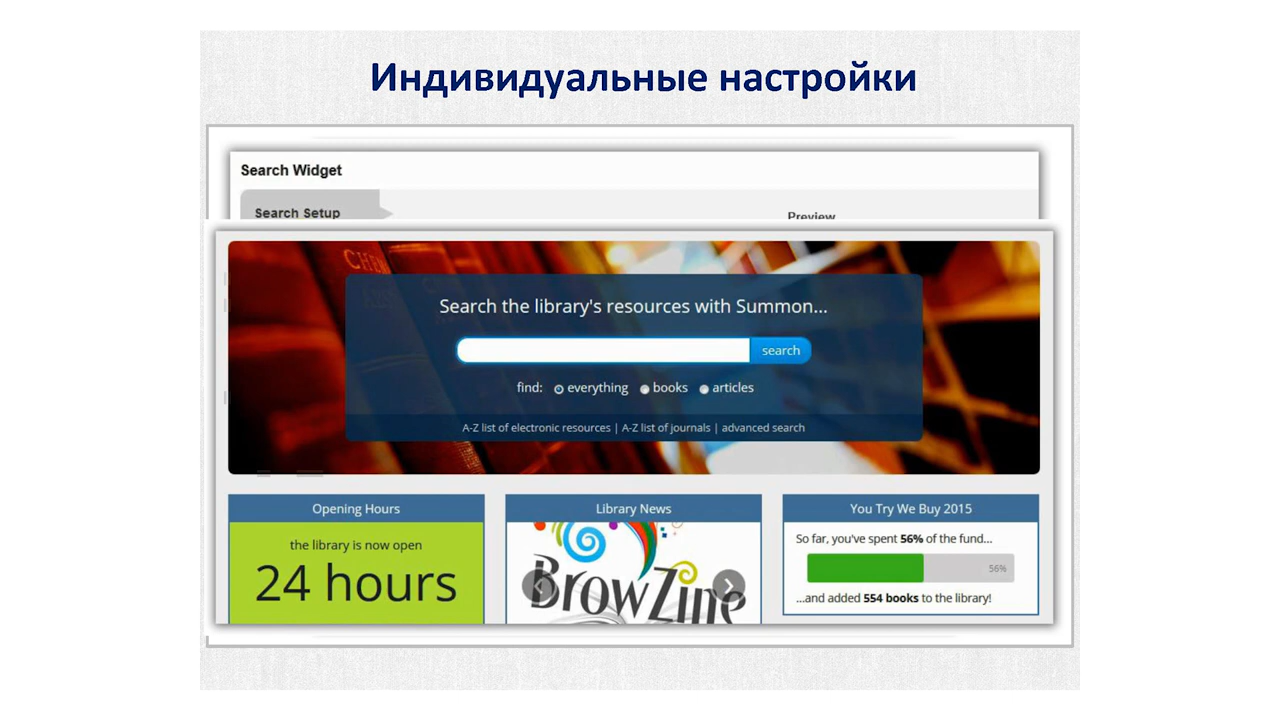 Индивидуальные настройки
Search Widget
Search Setup
Preview
Search the library's resources with Summon...
search
find: everything books articles
A-Z list of electronic resources | A-Z list of journals | advanced search
Opening Hours
the library is now open
24 hours
Library News
BrowZine
You Try We Buy 2015
So far, you've spent 56% of the fund...
56%
...and added 554 books to the library!